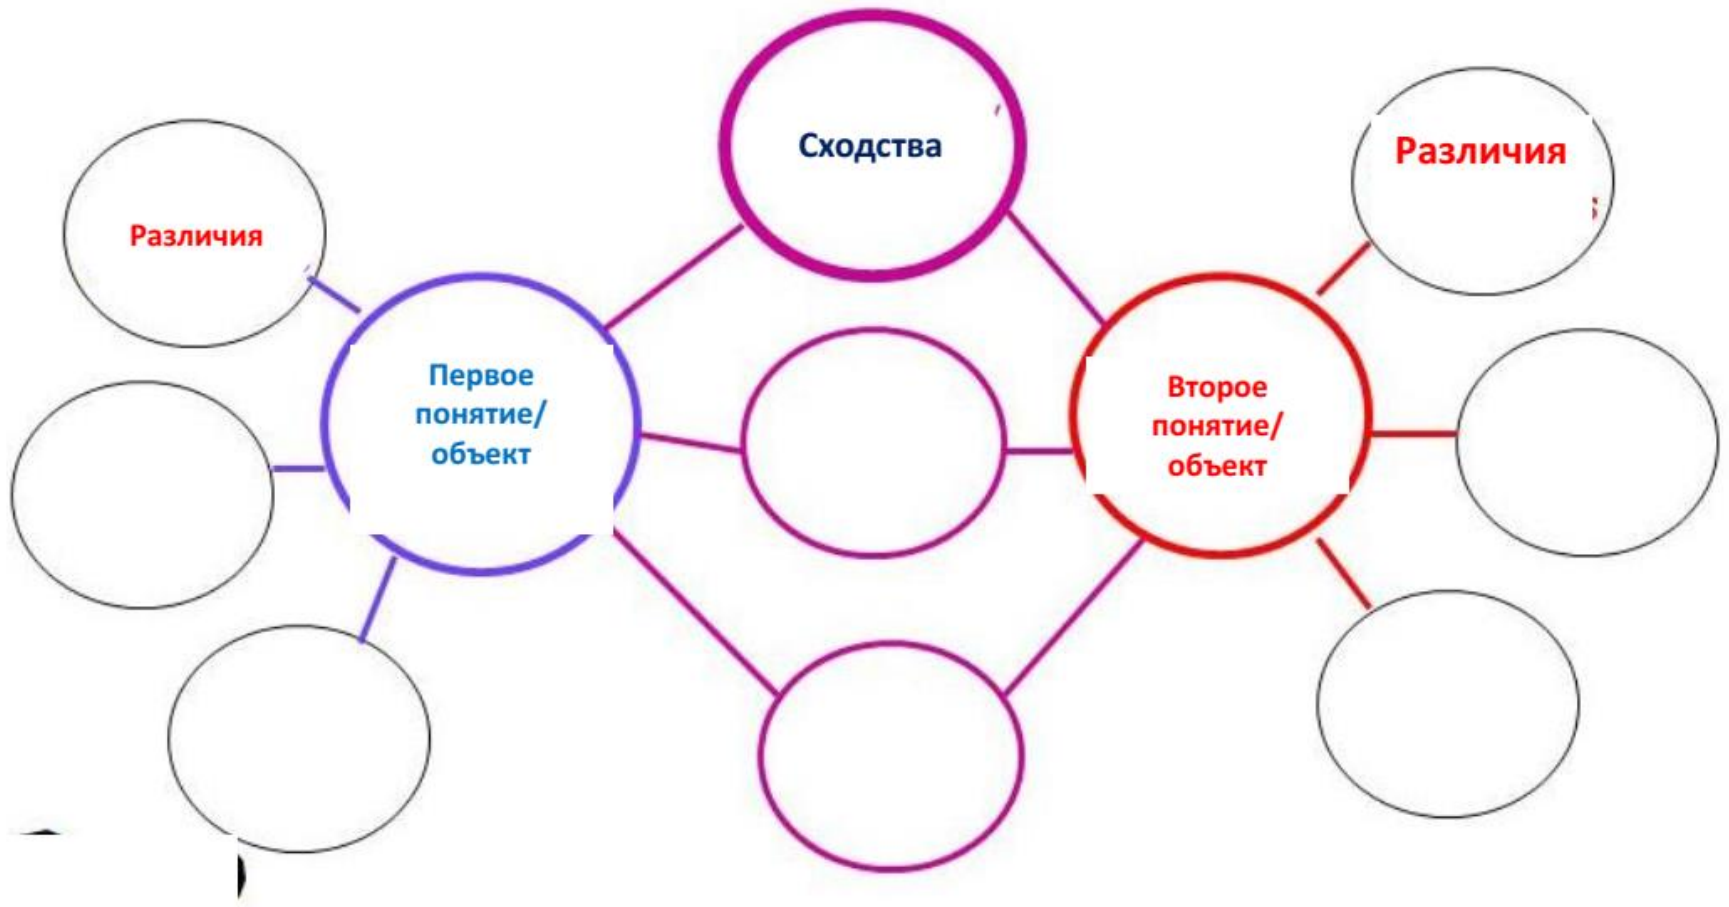 Сходства
Различия
Различия
Первое
понятие/
объект
Второе
понятие/
объект